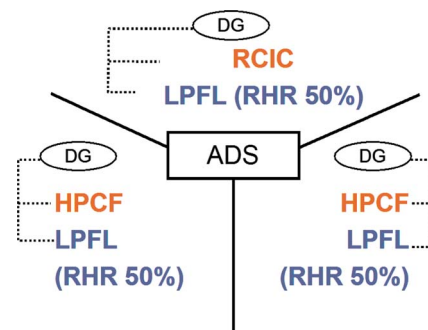 DG
RCIC
LPFL (RHR 50%)
ADS
DG
HPCF
LPFL
(RHR 50%)
DG
HPCF
LPFL
(RHR 50%)